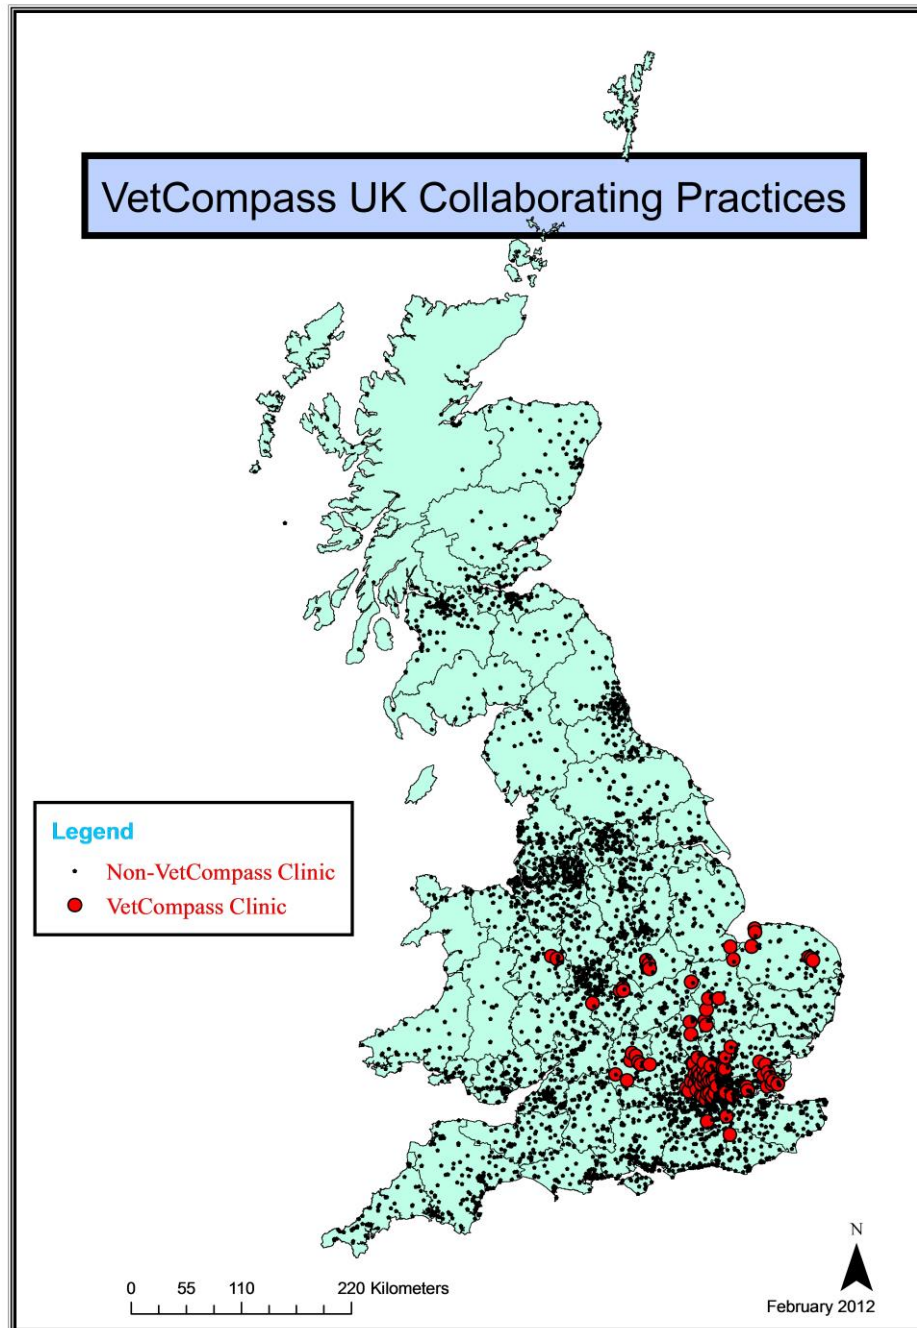 VetCompass UK Collaborating Practices
Legend
Non-VetCompass Clinic
VetCompass Clinic
N
0 55 110 220 Kilometers
February 2012